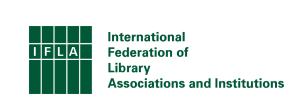 IFLA
International
Federation of
Library
Associations and Institutions